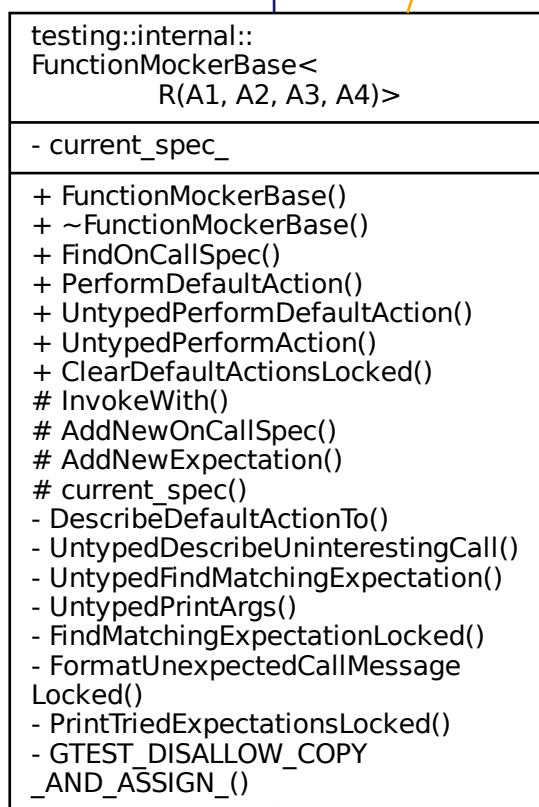 testing::internal::
FunctionMockerBase<
R(A1, A2, A3, A4)>
- current_spec_
+ FunctionMockerBase()
+ ~FunctionMockerBase()
+ FindOnCallSpec()
+ PerformDefaultAction()
+ UntypedPerformDefaultAction()
+ UntypedPerformAction()
+ ClearDefaultActionsLocked()
# InvokeWith()
# AddNewOnCallSpec()
# AddNewExpectation()
# current_spec()
- DescribeDefaultActionTo()
- UntypedDescribeUninterestingCall()
- UntypedFindMatchingExpectation()
- UntypedPrintArgs()
- FindMatchingExpectationLocked()
- FormatUnexpectedCallMessage
Locked()
- PrintTriedExpectationsLocked()
- GTEST_DISALLOW_COPY
_AND_ASSIGN_()